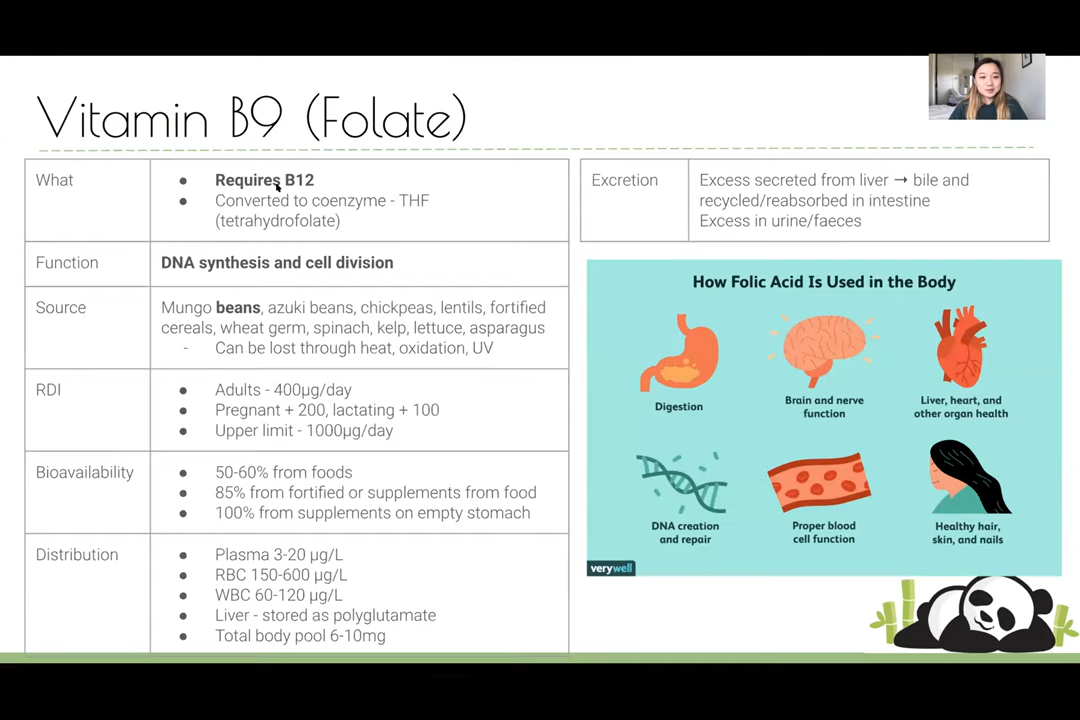 Vitamin B9 (Folate)
What
● Requires B12
● Converted to coenzyme - THF
(tetrahydrofolate)
Function
DNA synthesis and cell division
Source
Mungo beans, azuki beans, chickpeas, lentils, fortified
cereals, wheat germ, spinach, kelp, lettuce, asparagus
- Can be lost through heat, oxidation, UV
RDI
● Adults - 400µg/day
● Pregnant + 200, lactating + 100
● Upper limit - 1000µg/day
Bioavailability
● 50-60% from foods
● 85% from fortified or supplements from food
● 100% from supplements on empty stomach
Distribution
● Plasma 3-20 µg/L
● RBC 150-600 µg/L
● WBC 60-120 µg/L
● Liver - stored as polyglutamate
● Total body pool 6-10mg
Excretion
Excess secreted from liver → bile and
recycled/reabsorbed in intestine
Excess in urine/faeces
How Folic Acid Is Used in the Body
Digestion
Brain and nerve
function
Liver, heart, and
other organ health
DNA creation
and repair
Proper blood
cell function
Healthy hair,
skin, and nails
verywell